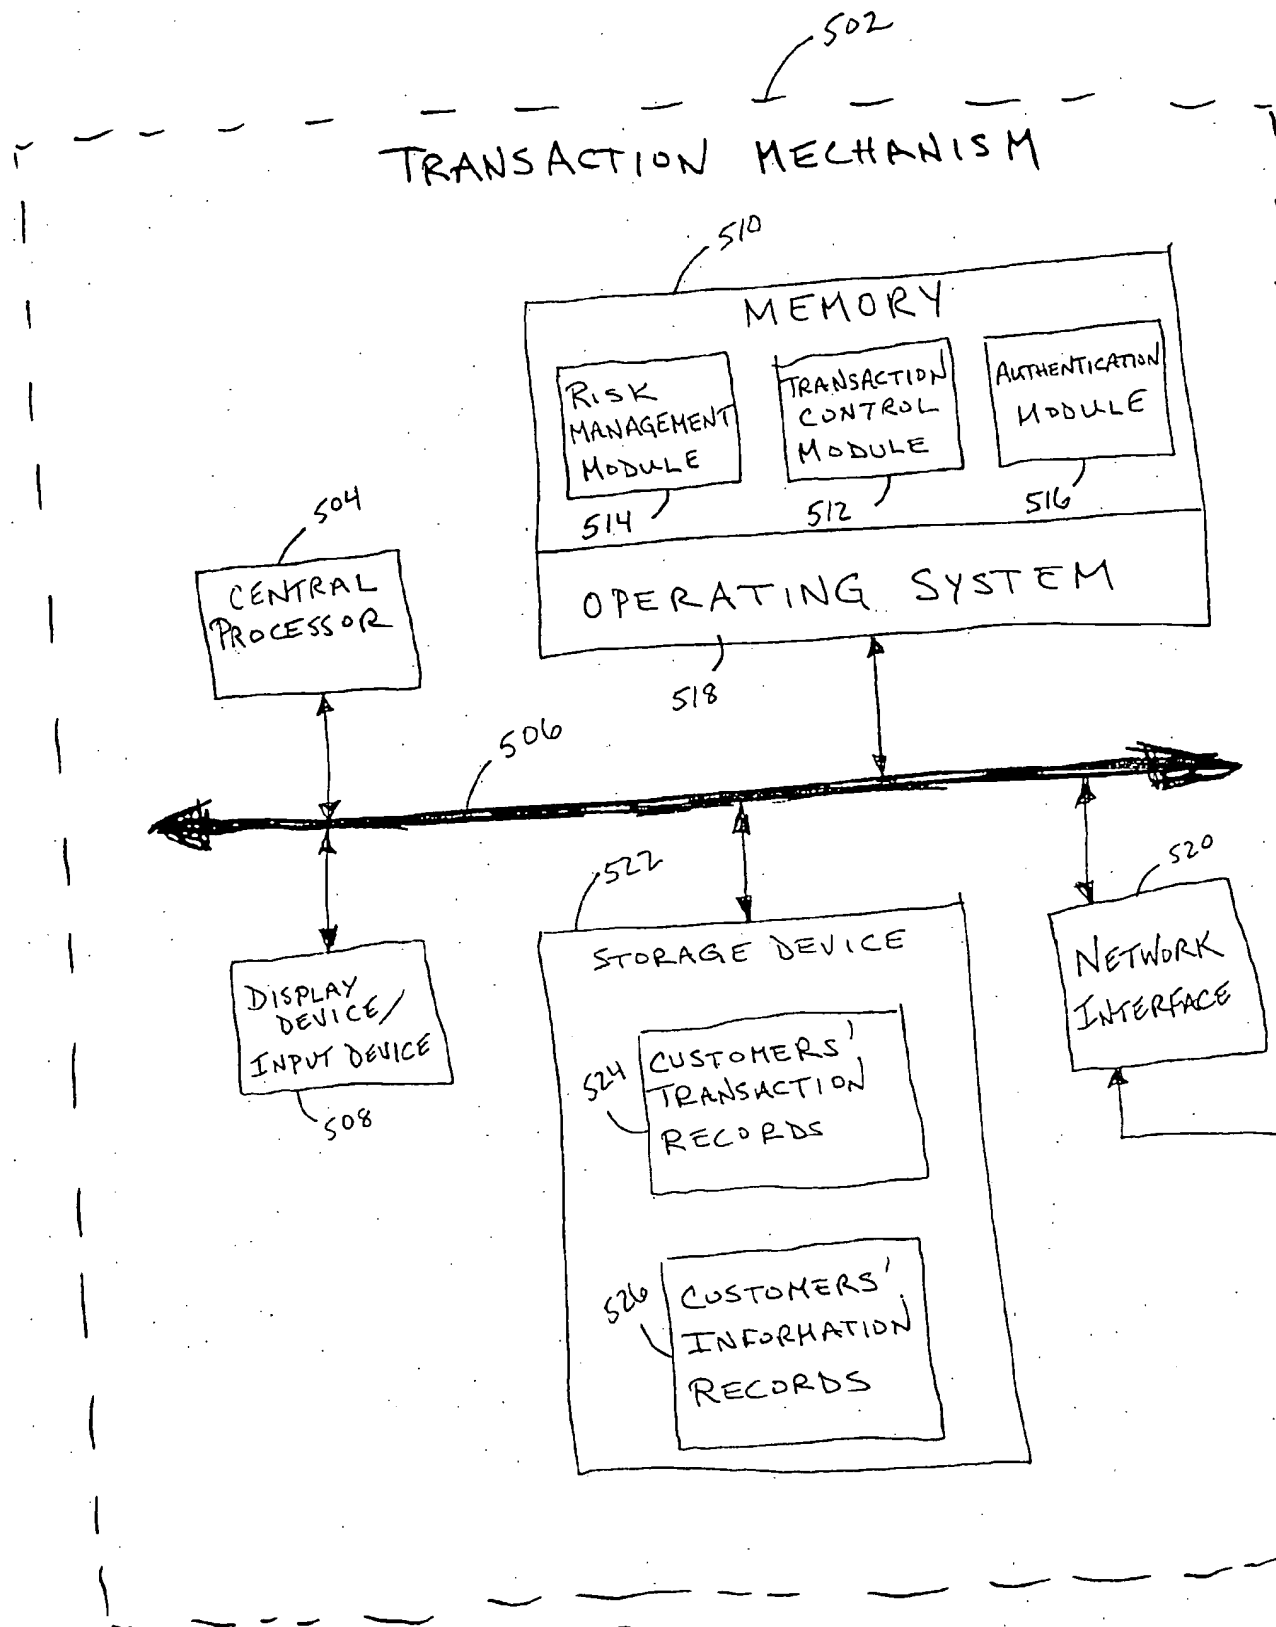 502
TRANSACTION MECHANISM
510
MEMORY
RISK
MANAGEMENT
MODULE
514
TRANSACTION
CONTROL
MODULE
512
AUTHENTICATION
MODULE
516
504
CENTRAL
PROCESSOR
OPERATING SYSTEM
518
506
522
520
STORAGE DEVICE
NETWORK
INTERFACE
DISPLAY
DEVICE/
INPUT DEVICE
508
524
CUSTOMERS'
TRANSACTION
RECORDS
526
CUSTOMERS'
INFORMATION
RECORDS